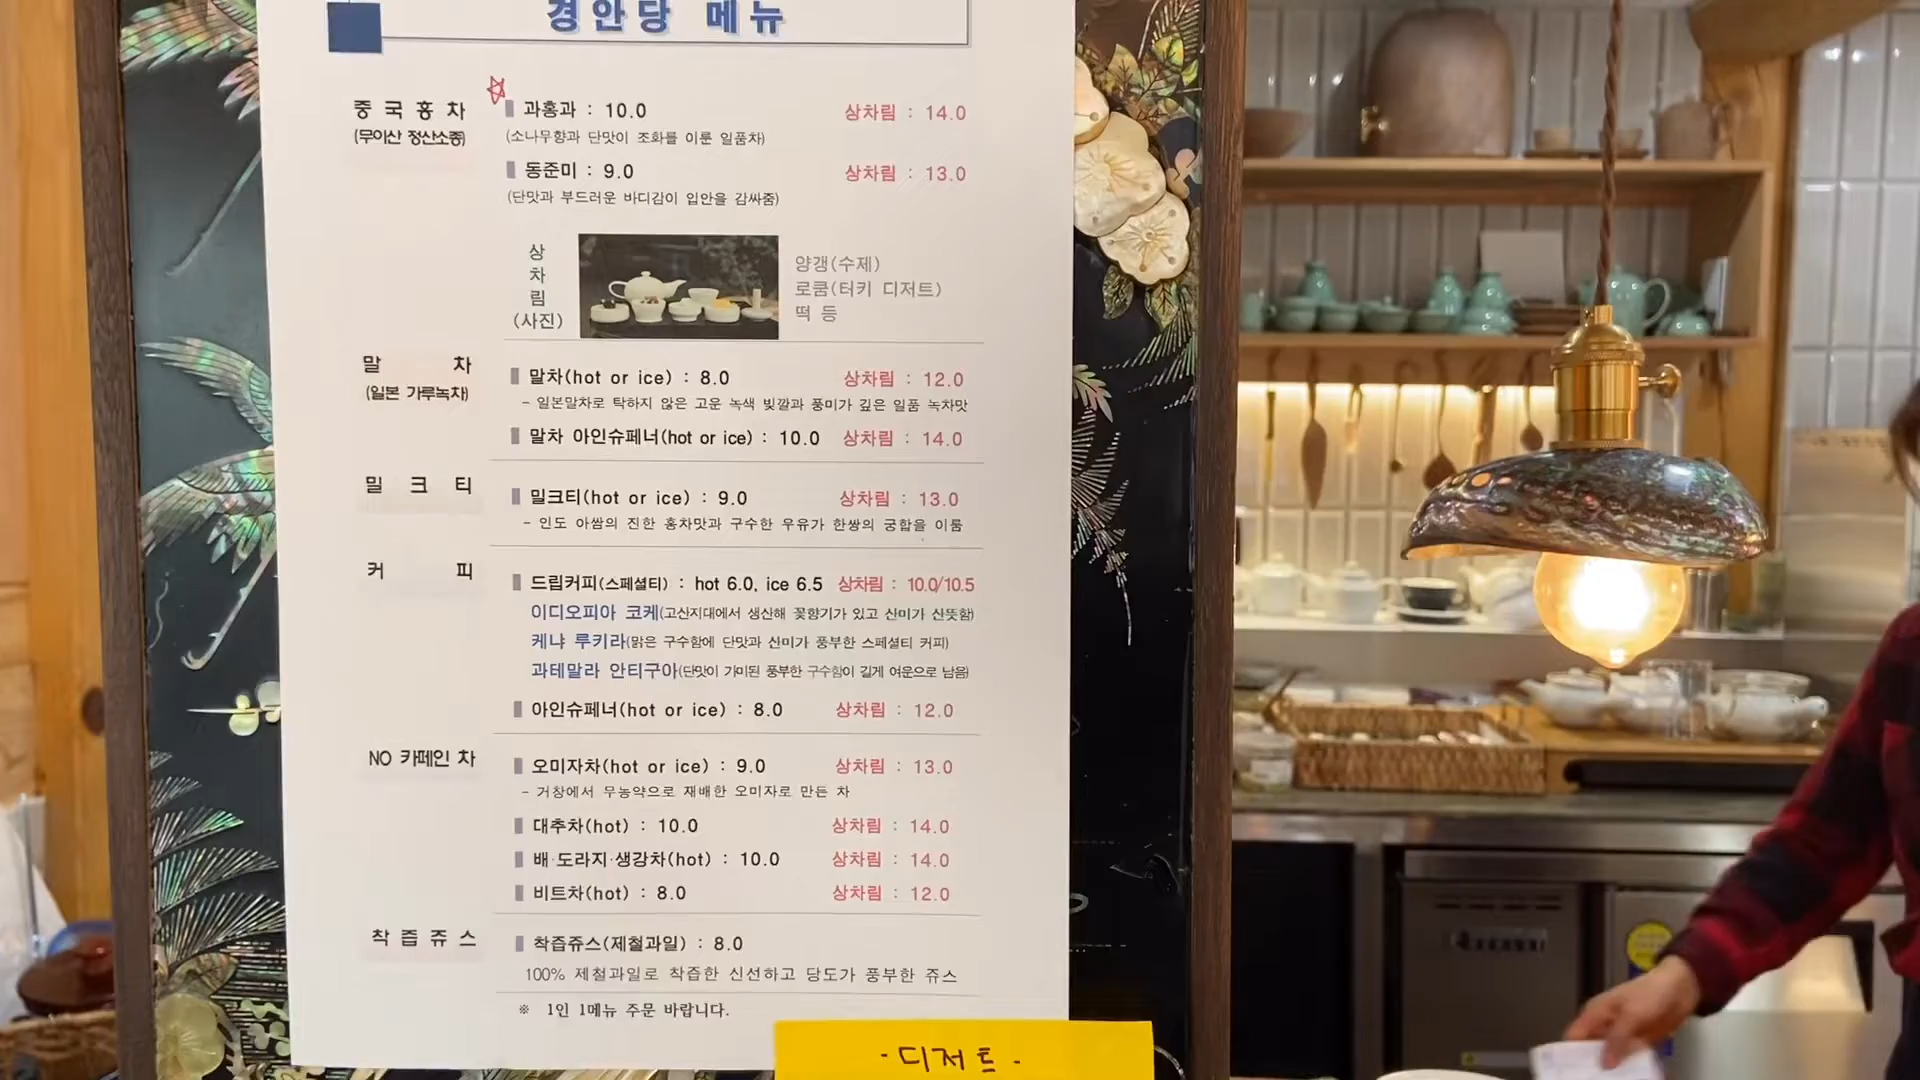 경안당 메뉴
중국홍차
(무이산 정산소종)
과홍과 : 10.0 상차림 : 14.0
(소나무향과 단맛이 조화를 이룬 일품차)
동준미 : 9.0 상차림 : 13.0
(단맛과 부드러운 바디감이 입안을 감싸줌)
상차림
(사진)
양갱(수제)
로쿰(터키 디저트)
떡 등
말차
(일본 가루녹차)
말차(hot or ice) : 8.0 상차림 : 12.0
- 일본말차로 탁하지 않은 고운 녹색 빛깔과 풍미가 깊은 일품 녹차맛
말차 아인슈페너(hot or ice) : 10.0 상차림 : 14.0
밀크티
밀크티(hot or ice) : 9.0 상차림 : 13.0
- 인도 아쌈의 진한 홍차맛과 구수한 우유가 한쌍의 궁합을 이룸
커피
드립커피(스페셜티) : hot 6.0, ice 6.5 상차림 : 10.0/10.5
이디오피아 코케(고산지대에서 생산해 꽃향기가 있고 산미가 산뜻함)
케냐 루키라(맑은 구수함에 단맛과 산미가 풍부한 스페셜티 커피)
과테말라 안티구아(단맛이 가미된 풍부한 구수함이 길게 여운으로 남음)
아인슈페너(hot or ice) : 8.0 상차림 : 12.0
NO 카페인 차
오미자차(hot or ice) : 9.0 상차림 : 13.0
- 거창에서 무농약으로 재배한 오미자로 만든 차
대추차(hot) : 10.0 상차림 : 14.0
배·도라지·생강차(hot) : 10.0 상차림 : 14.0
비트차(hot) : 8.0 상차림 : 12.0
착즙쥬스
착즙쥬스(제철과일) : 8.0
100% 제철과일로 착즙한 신선하고 당도가 풍부한 쥬스
※ 1인 1메뉴 주문 바랍니다.
- 디저트 -